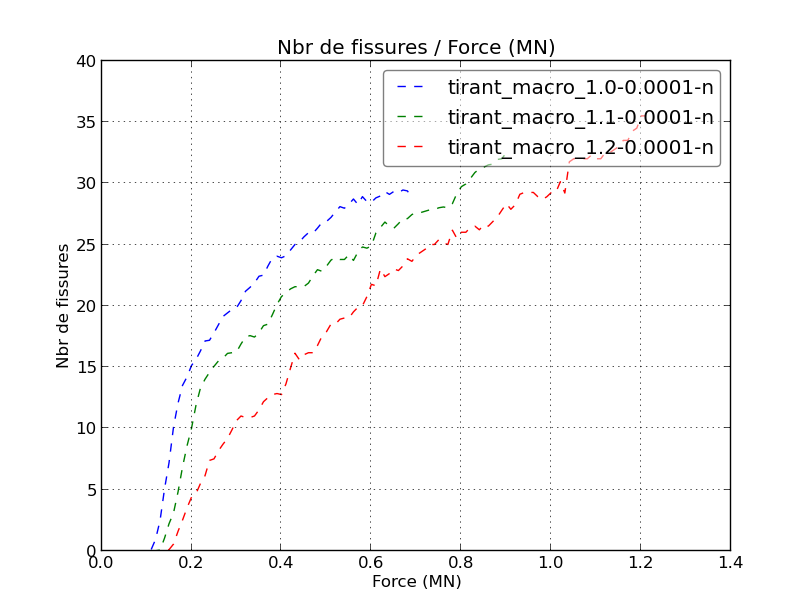 Nbr de fissures / Force (MN)
tirant_macro_1.0-0.0001-n
tirant_macro_1.1-0.0001-n
tirant_macro_1.2-0.0001-n
40
35
30
25
20
15
10
5
0
Nbr de fissures
0.0 0.2 0.4 0.6 0.8 1.0 1.2 1.4
Force (MN)